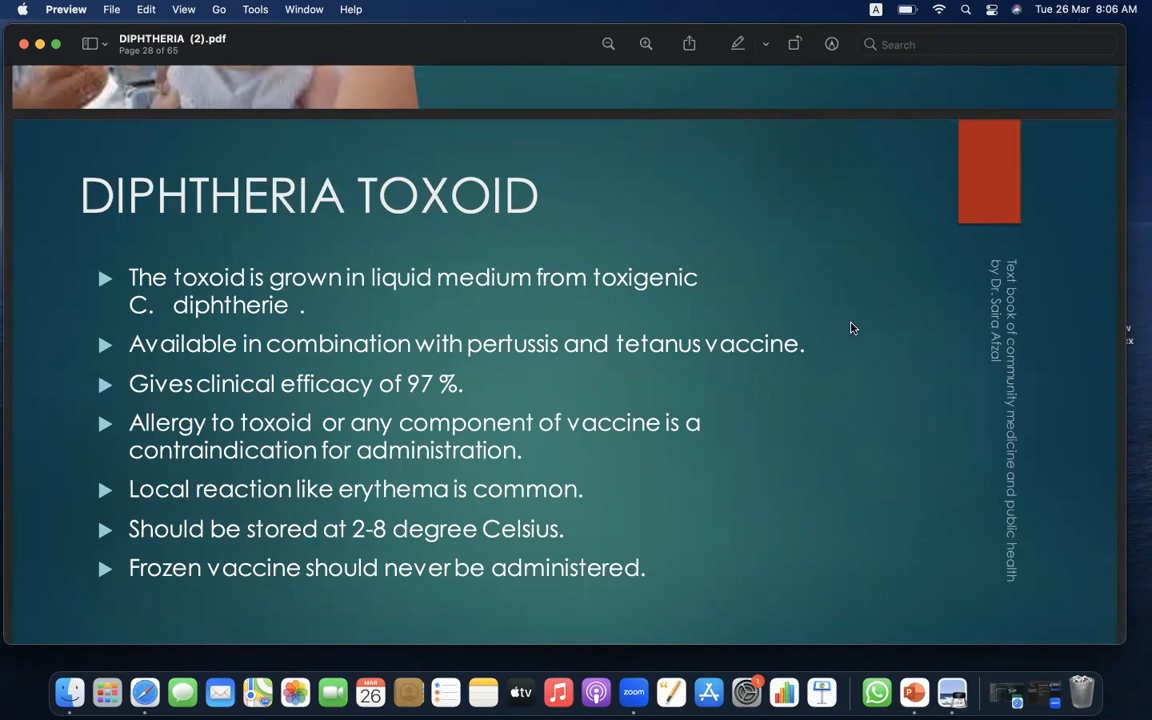 Preview File Edit View Go Tools Window Help A Tue 26 Mar 8:06 AM
DIPHTHERIA (2).pdf
Page 28 of 65
Search
DIPHTHERIA TOXOID
The toxoid is grown in liquid medium from toxigenic
C. diphtherie .
Available in combination with pertussis and tetanus vaccine.
Gives clinical efficacy of 97 %.
Allergy to toxoid or any component of vaccine is a
contraindication for administration.
Local reaction like erythema is common.
Should be stored at 2-8 degree Celsius.
Frozen vaccine should never be administered.
Text book of community medicine and public health
by Dr. Saira Afzal
MAR
26
tv
zoom
1